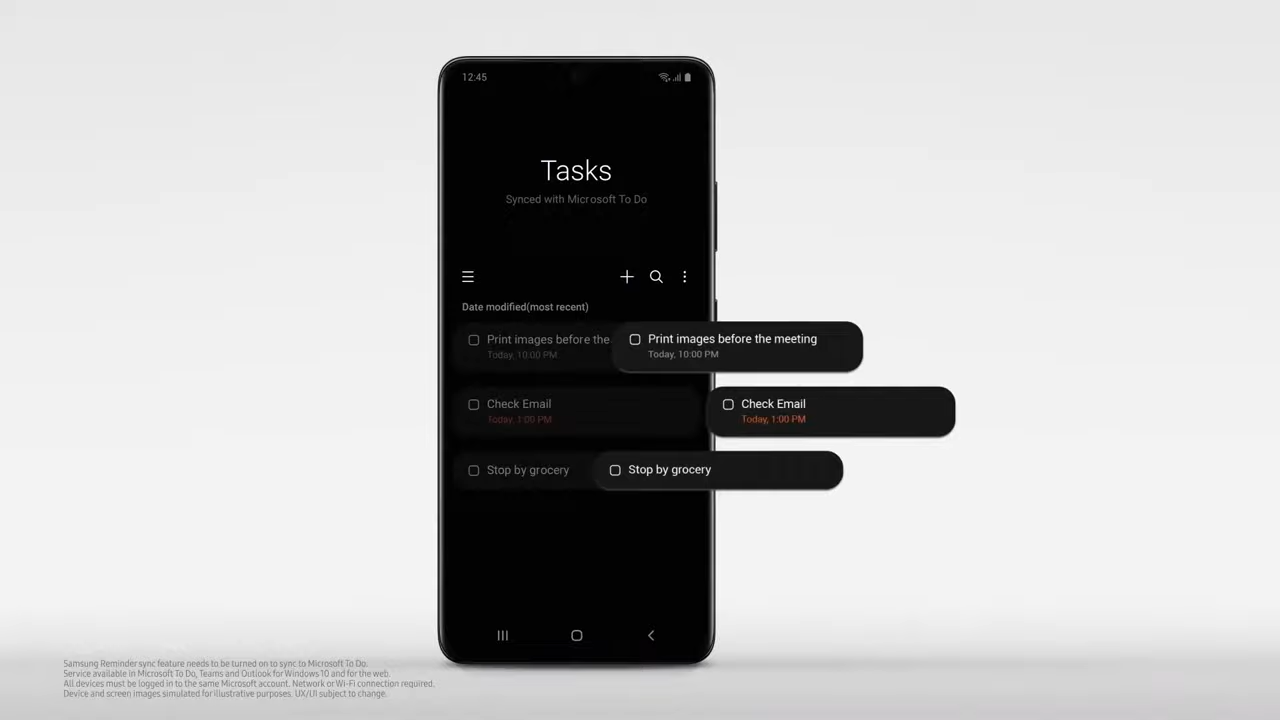 12:45
Tasks
Synced with Microsoft To Do
Date modified(most recent)
Print images before the
Today, 10:00 PM
Print images before the meeting
Today, 10:00 PM
Check Email
Today, 1:00 PM
Check Email
Today, 1:00 PM
Stop by grocery
Stop by grocery
Samsung Reminder sync feature needs to be turned on to sync to Microsoft To Do.
Service available in Microsoft To Do, Teams and Outlook for Windows 10 and for the web.
All devices must be logged in to the same Microsoft account. Network or Wi-Fi connection required.
Device and screen images simulated for illustrative purposes. UX/UI subject to change.